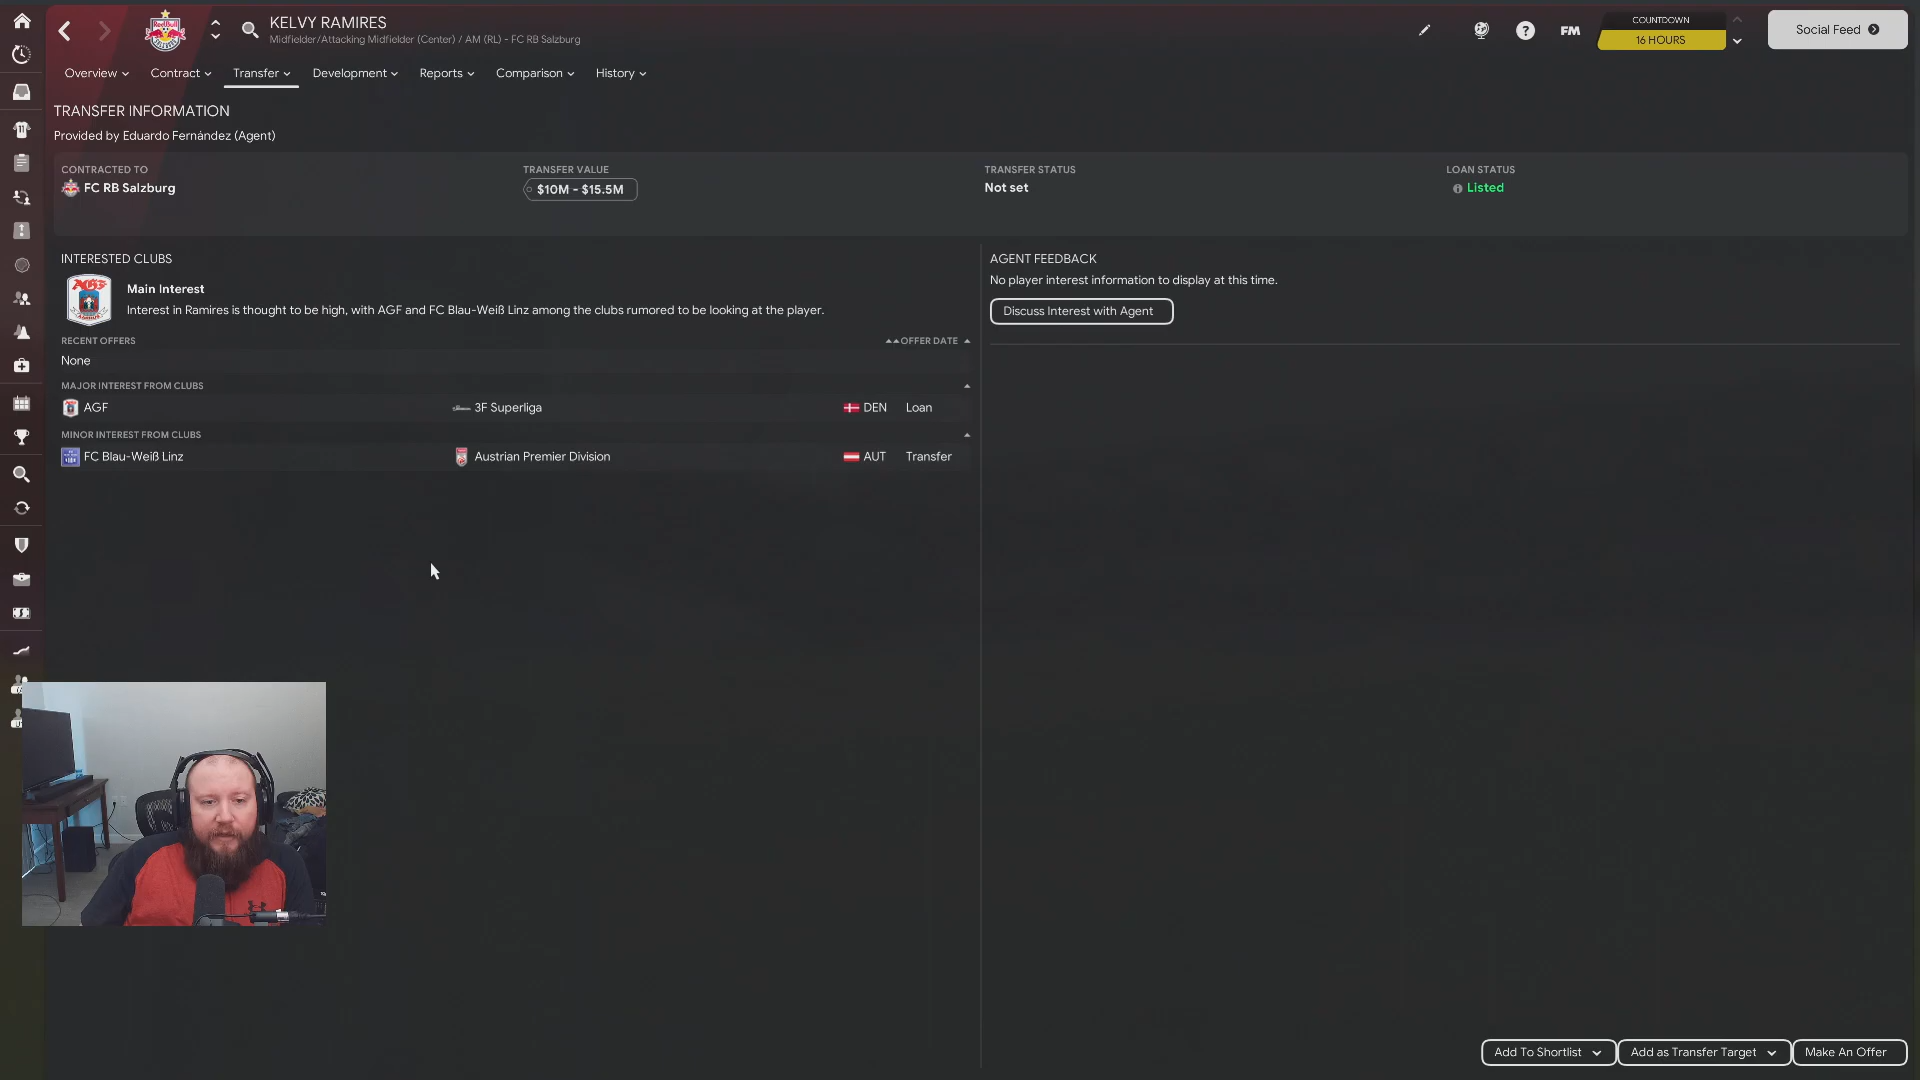 KELVY RAMIRES
Midfielder/Attacking Midfielder (Center) / AM (RL) - FC RB Salzburg
FM
COUNTDOWN
16 HOURS
Social Feed
Overview
Contract
Transfer
Development
Reports
Comparison
History
TRANSFER INFORMATION
Provided by Eduardo Fernández (Agent)
CONTRACTED TO
FC RB Salzburg
TRANSFER VALUE
$10M - $15.5M
TRANSFER STATUS
Not set
LOAN STATUS
Listed
INTERESTED CLUBS
Main Interest
Interest in Ramires is thought to be high, with AGF and FC Blau-Weiß Linz among the clubs rumored to be looking at the player.
RECENT OFFERS
OFFER DATE
None
MAJOR INTEREST FROM CLUBS
AGF
3F Superliga
DEN
Loan
MINOR INTEREST FROM CLUBS
FC Blau-Weiß Linz
Austrian Premier Division
AUT
Transfer
AGENT FEEDBACK
No player interest information to display at this time.
Discuss Interest with Agent
Add To Shortlist
Add as Transfer Target
Make An Offer